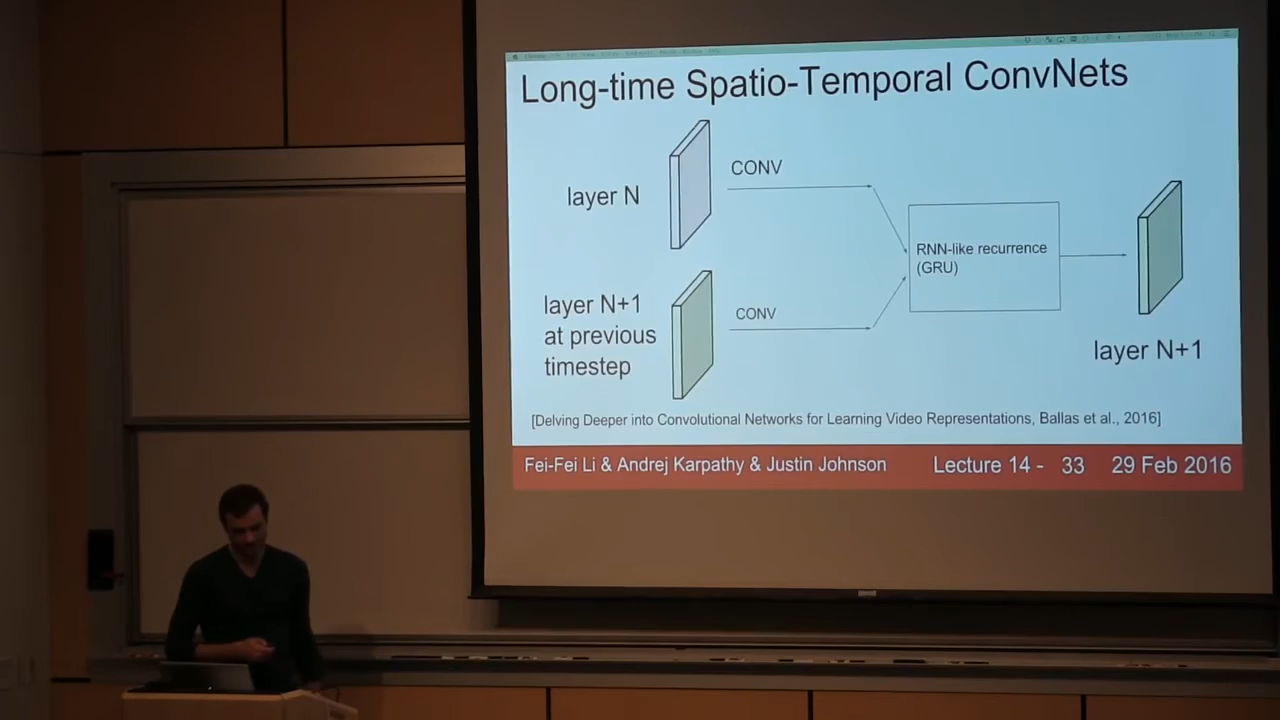 Long-time Spatio-Temporal ConvNets
CONV
layer N
RNN-like recurrence
(GRU)
layer N+1
at previous
timestep
CONV
layer N+1
[Delving Deeper into Convolutional Networks for Learning Video Representations, Ballas et al., 2016]
Fei-Fei Li & Andrej Karpathy & Justin Johnson
Lecture 14 - 33
29 Feb 2016